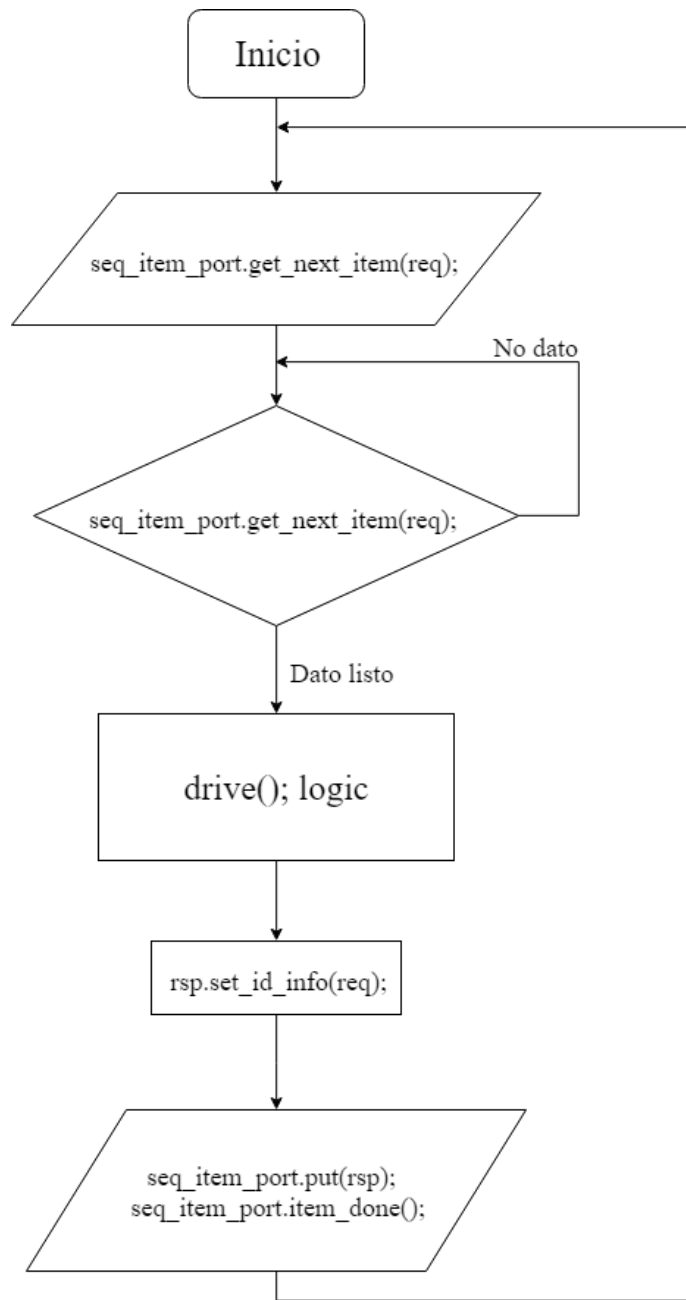 Inicio
seq_item_port.get_next_item(req);
No dato
seq_item_port.get_next_item(req);
Dato listo
drive(); logic
rsp.set_id_info(req);
seq_item_port.put(rsp);
seq_item_port.item_done();